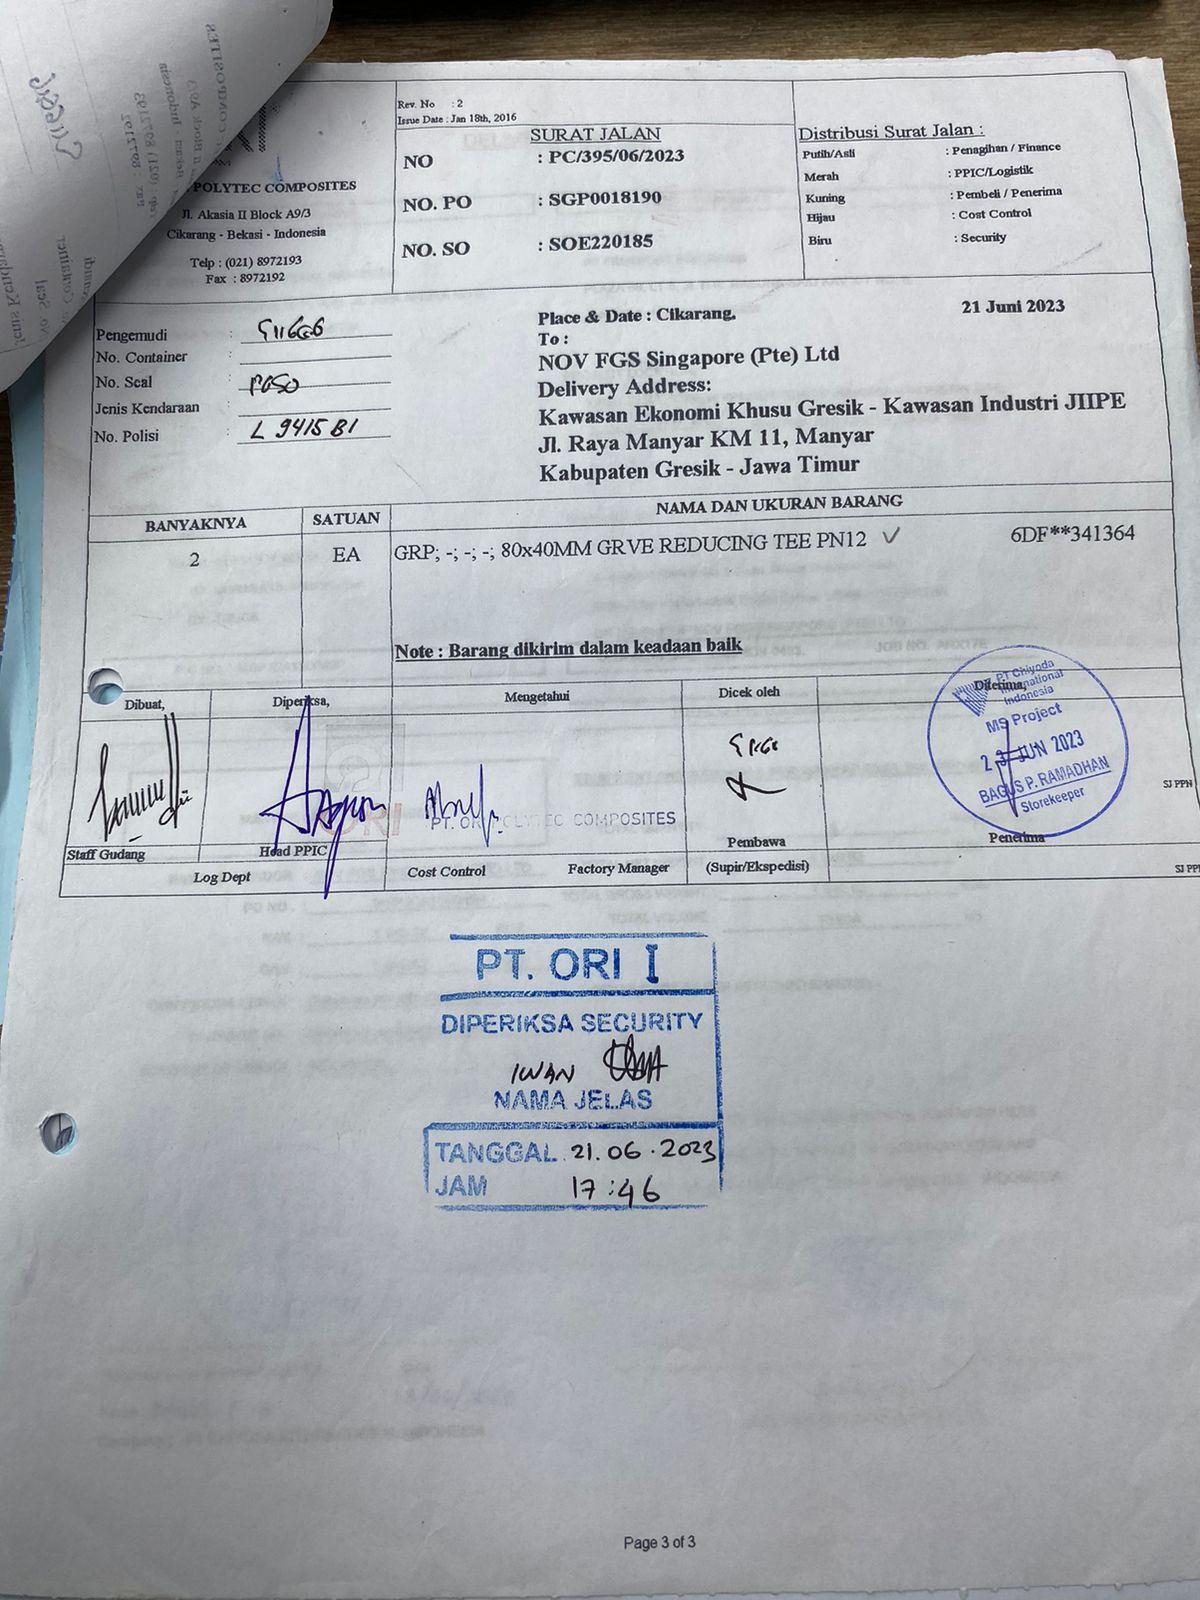 POLYTEC COMPOSITES
Jl. Akasia II Block A9/3
Cikarang - Bekasi - Indonesia
Telp : (021) 8972193
Fax : 8972192
Rev. No : 2
Issue Date : Jan 18th, 2016
SURAT JALAN
NO : PC/395/06/2023
NO. PO : SGP0018190
NO. SO : SOE220185
Distribusi Surat Jalan :
Putih/Asli : Penagihan / Finance
Merah : PPIC/Logistik
Kuning : Pembeli / Penerima
Hijau : Cost Control
Biru : Security
Pengemudi :
No. Container :
No. Seal :
Jenis Kendaraan :
No. Polisi : L 9415 BI
Place & Date : Cikarang, 21 Juni 2023
To :
NOV FGS Singapore (Pte) Ltd
Delivery Address:
Kawasan Ekonomi Khusu Gresik - Kawasan Industri JIIPE
Jl. Raya Manyar KM 11, Manyar
Kabupaten Gresik - Jawa Timur
BANYAKNYA SATUAN NAMA DAN UKURAN BARANG
2 EA GRP; -; -; -; 80x40MM GRVE REDUCING TEE PN12 6DF**341364
Note : Barang dikirim dalam keadaan baik
Dibuat, Diperiksa, Mengetahui Dicek oleh Diterima,
PT Chiyoda
International
Indonesia
MS Project
23 JUN 2023
BAGUS P. RAMADHAN
Storekeeper
PT. ORI POLYTEC COMPOSITES
SJ PPN
Staff Gudang Head PPIC Pembawa Penerima
Log Dept Cost Control Factory Manager (Supir/Ekspedisi)
PT. ORI I
DIPERIKSA SECURITY
IWAN
NAMA JELAS
TANGGAL 21.06.2023
JAM 17:46
Page 3 of 3